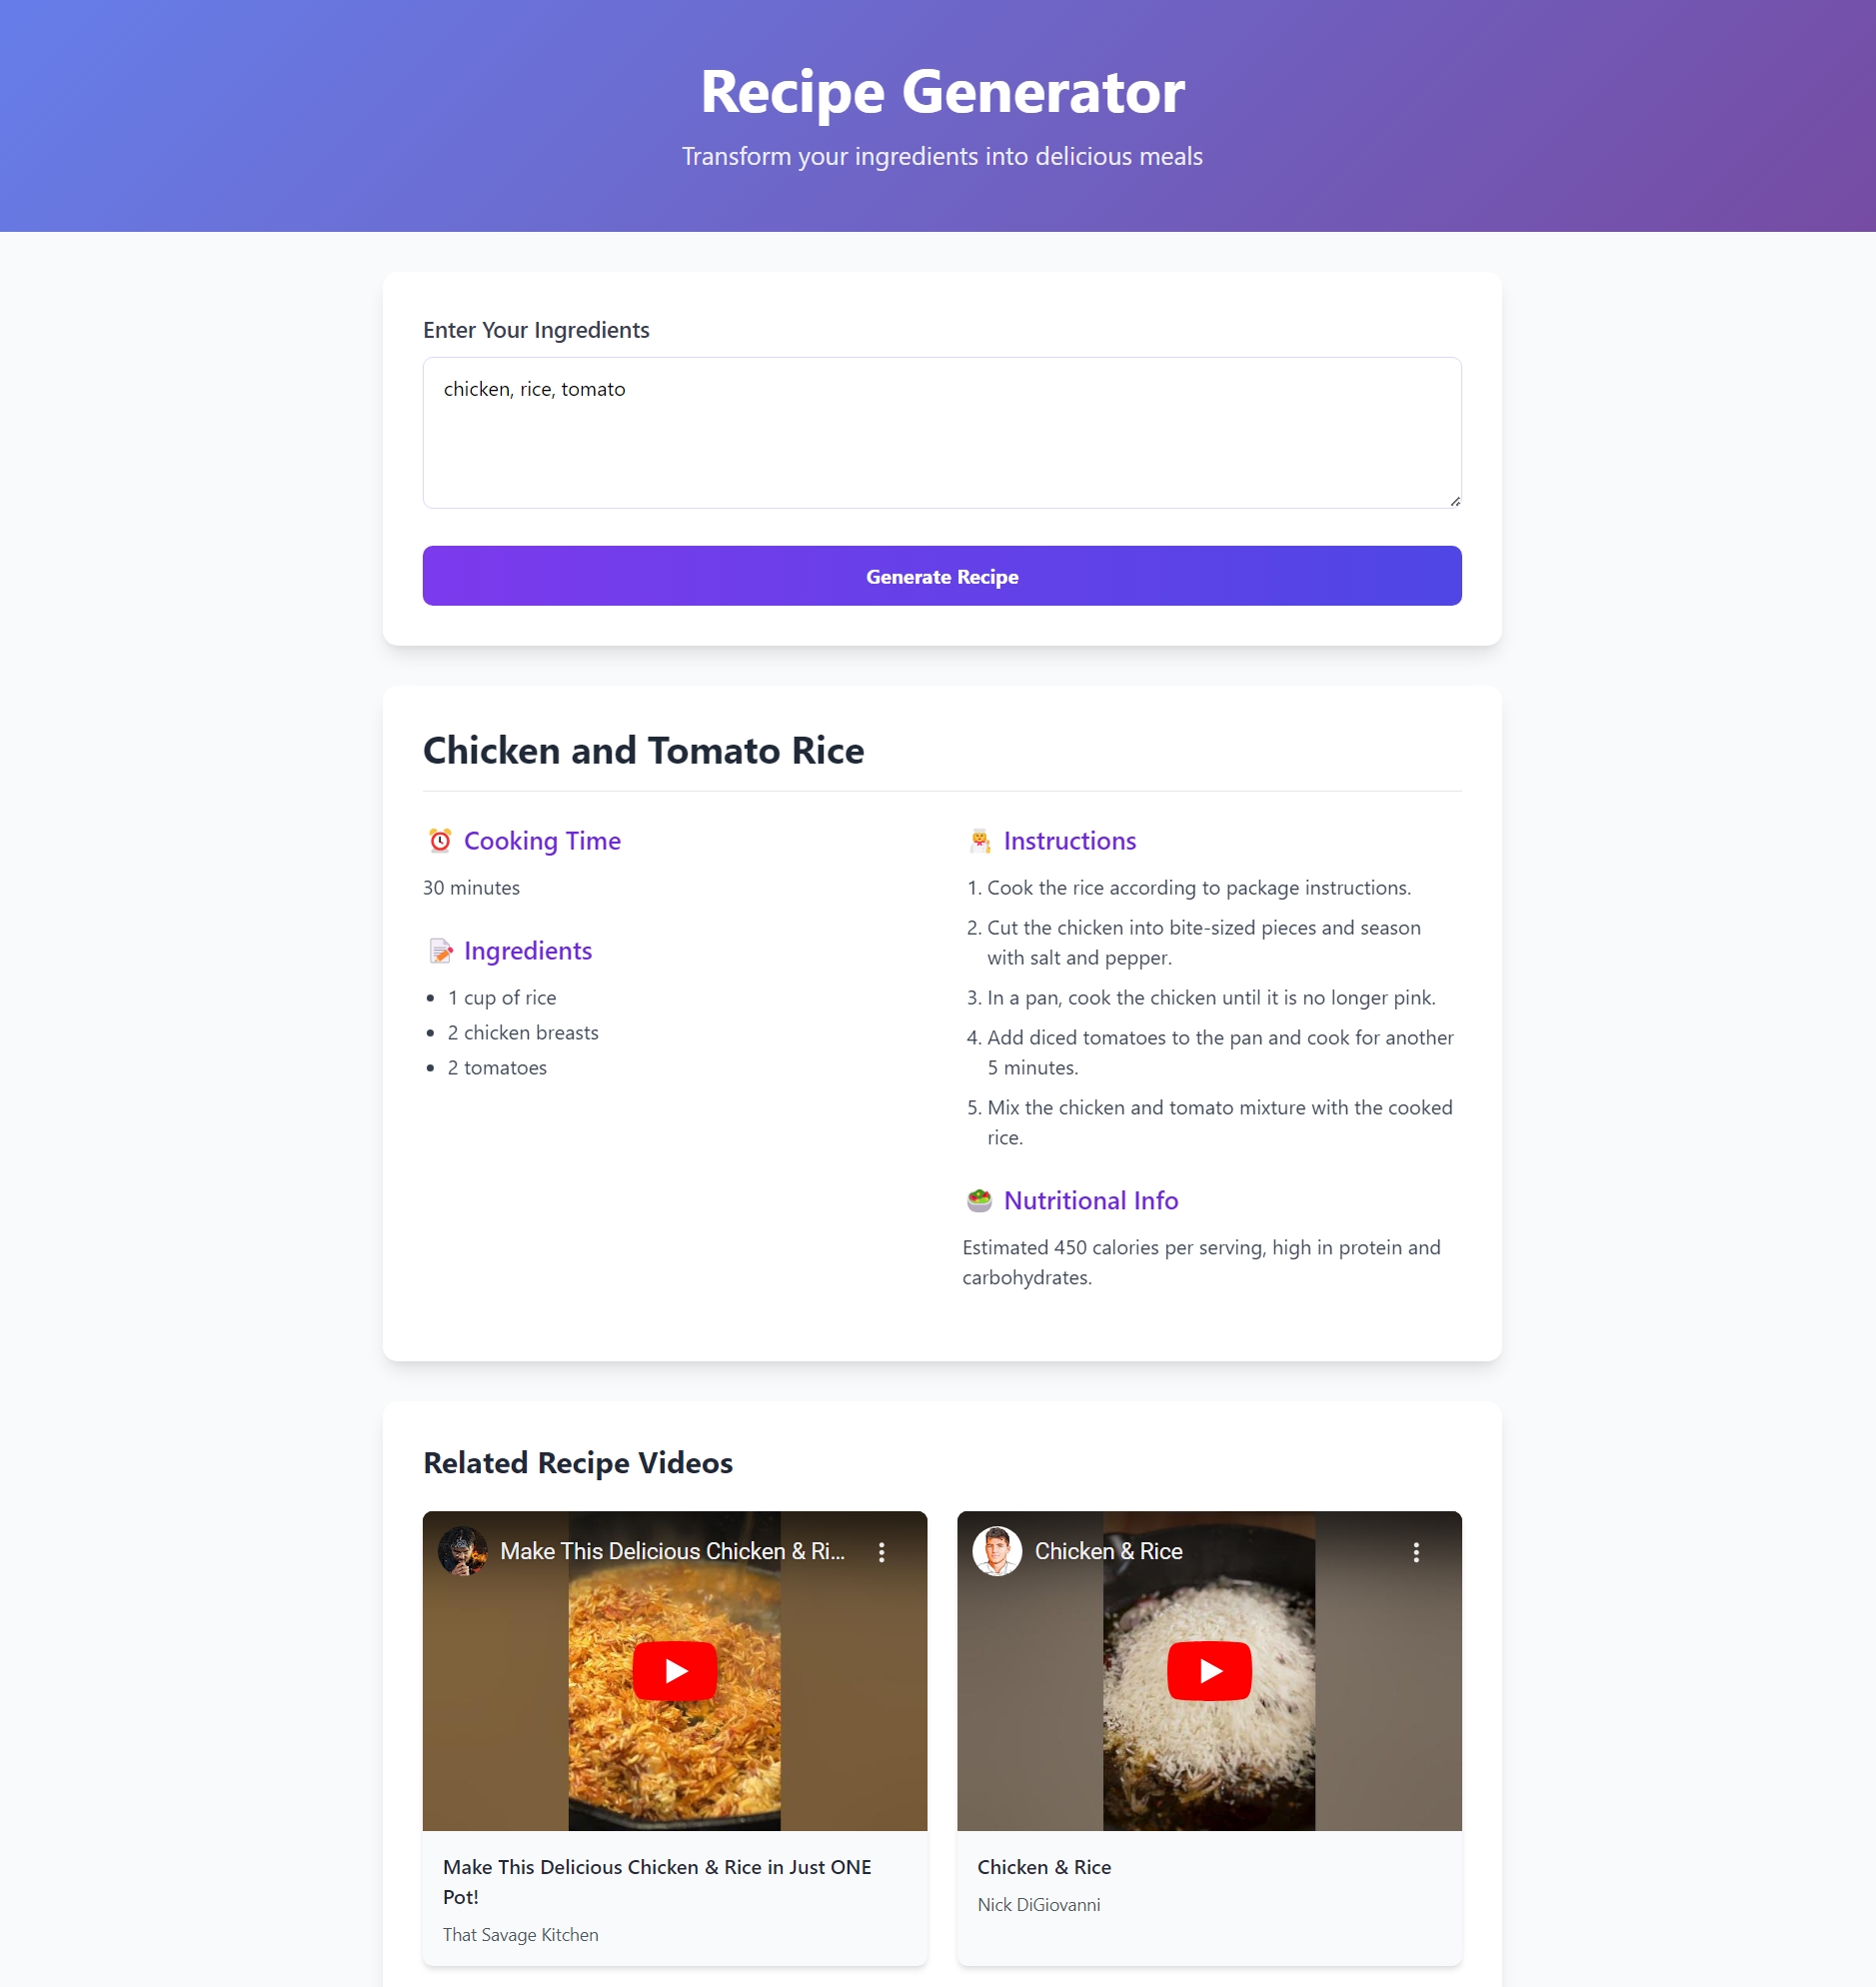 Recipe Generator
Transform your ingredients into delicious meals
Enter Your Ingredients
chicken, rice, tomato
Generate Recipe
Chicken and Tomato Rice
Cooking Time
30 minutes
Ingredients
• 1 cup of rice
• 2 chicken breasts
• 2 tomatoes
Instructions
1. Cook the rice according to package instructions.
2. Cut the chicken into bite-sized pieces and season
with salt and pepper.
3. In a pan, cook the chicken until it is no longer pink.
4. Add diced tomatoes to the pan and cook for another
5 minutes.
5. Mix the chicken and tomato mixture with the cooked
rice.
Nutritional Info
Estimated 450 calories per serving, high in protein and
carbohydrates.
Related Recipe Videos
Make This Delicious Chicken & Ri...
Make This Delicious Chicken & Rice in Just ONE
Pot!
That Savage Kitchen
Chicken & Rice
Chicken & Rice
Nick DiGiovanni